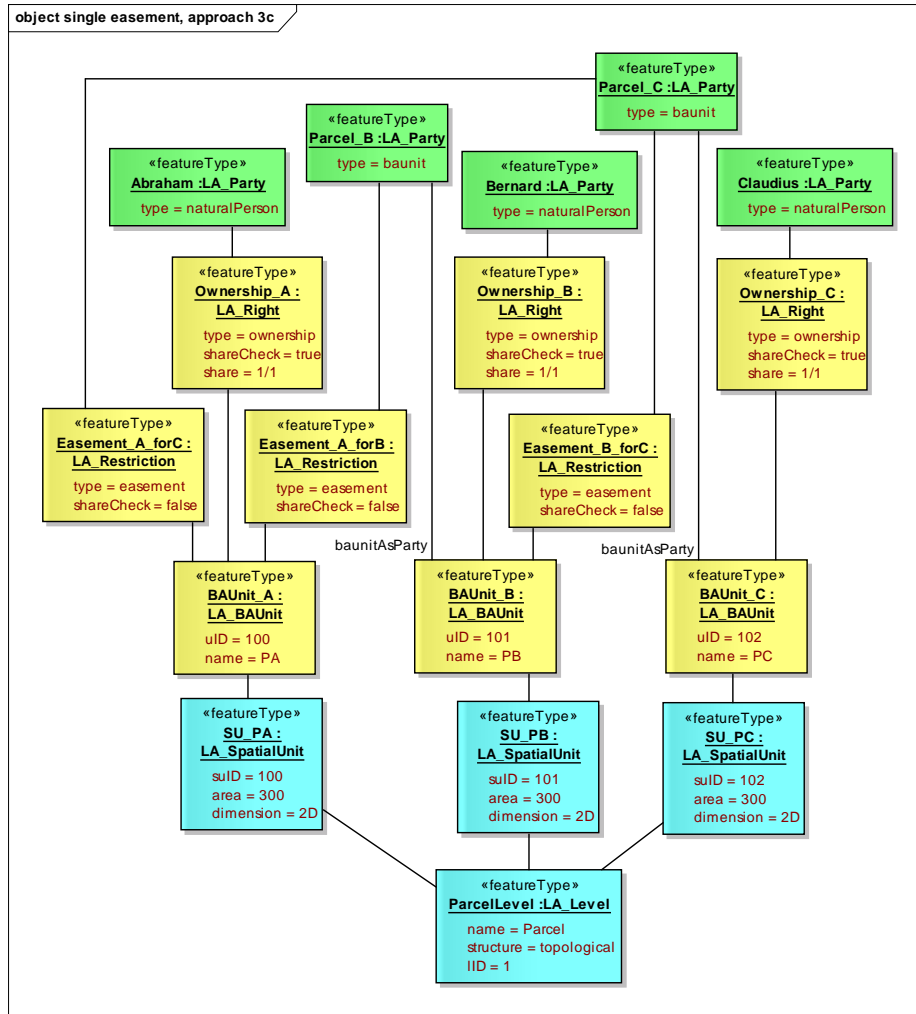 object single easement, approach 3c
«featureType»
Parcel_C :LA_Party
type = baunit
«featureType»
Parcel_B :LA_Party
type = baunit
«featureType»
Abraham :LA_Party
type = naturalPerson
«featureType»
Bernard :LA_Party
type = naturalPerson
«featureType»
Claudius :LA_Party
type = naturalPerson
«featureType»
Ownership_A :
LA_Right
type = ownership
shareCheck = true
share = 1/1
«featureType»
Ownership_B :
LA_Right
type = ownership
shareCheck = true
share = 1/1
«featureType»
Ownership_C :
LA_Right
type = ownership
shareCheck = true
share = 1/1
«featureType»
Easement_A_forC :
LA_Restriction
type = easement
shareCheck = false
«featureType»
Easement_A_forB :
LA_Restriction
type = easement
shareCheck = false
«featureType»
Easement_B_forC :
LA_Restriction
type = easement
shareCheck = false
baunitAsParty
baunitAsParty
«featureType»
BAUnit_A :
LA_BAUnit
uID = 100
name = PA
«featureType»
BAUnit_B :
LA_BAUnit
uID = 101
name = PB
«featureType»
BAUnit_C :
LA_BAUnit
uID = 102
name = PC
«featureType»
SU_PA :
LA_SpatialUnit
suID = 100
area = 300
dimension = 2D
«featureType»
SU_PB :
LA_SpatialUnit
suID = 101
area = 300
dimension = 2D
«featureType»
SU_PC :
LA_SpatialUnit
suID = 102
area = 300
dimension = 2D
«featureType»
ParcelLevel :LA_Level
name = Parcel
structure = topological
lID = 1